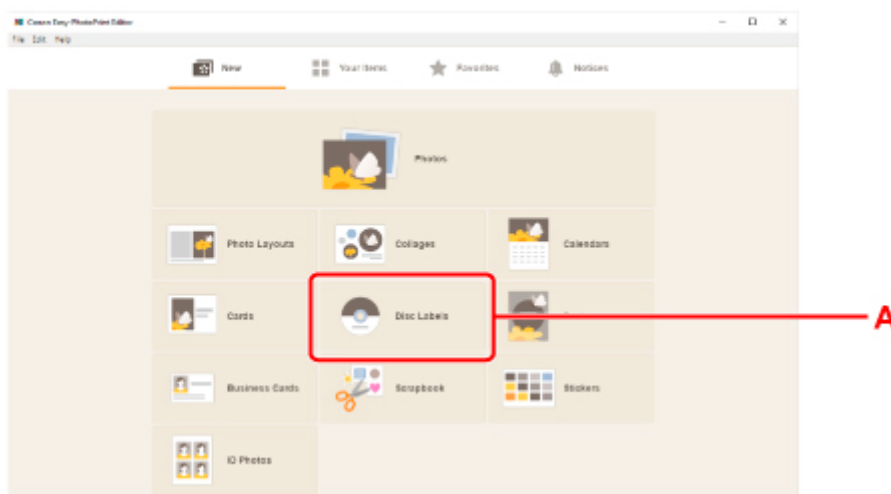 Canon Easy-PhotoPrint Editor
File Edit Help
New Your Items Favorites Notices
Photos
Photo Layouts Collages Calendars
Cards Disc Labels
A
Business Cards Scrapbook Stickers
ID Photos